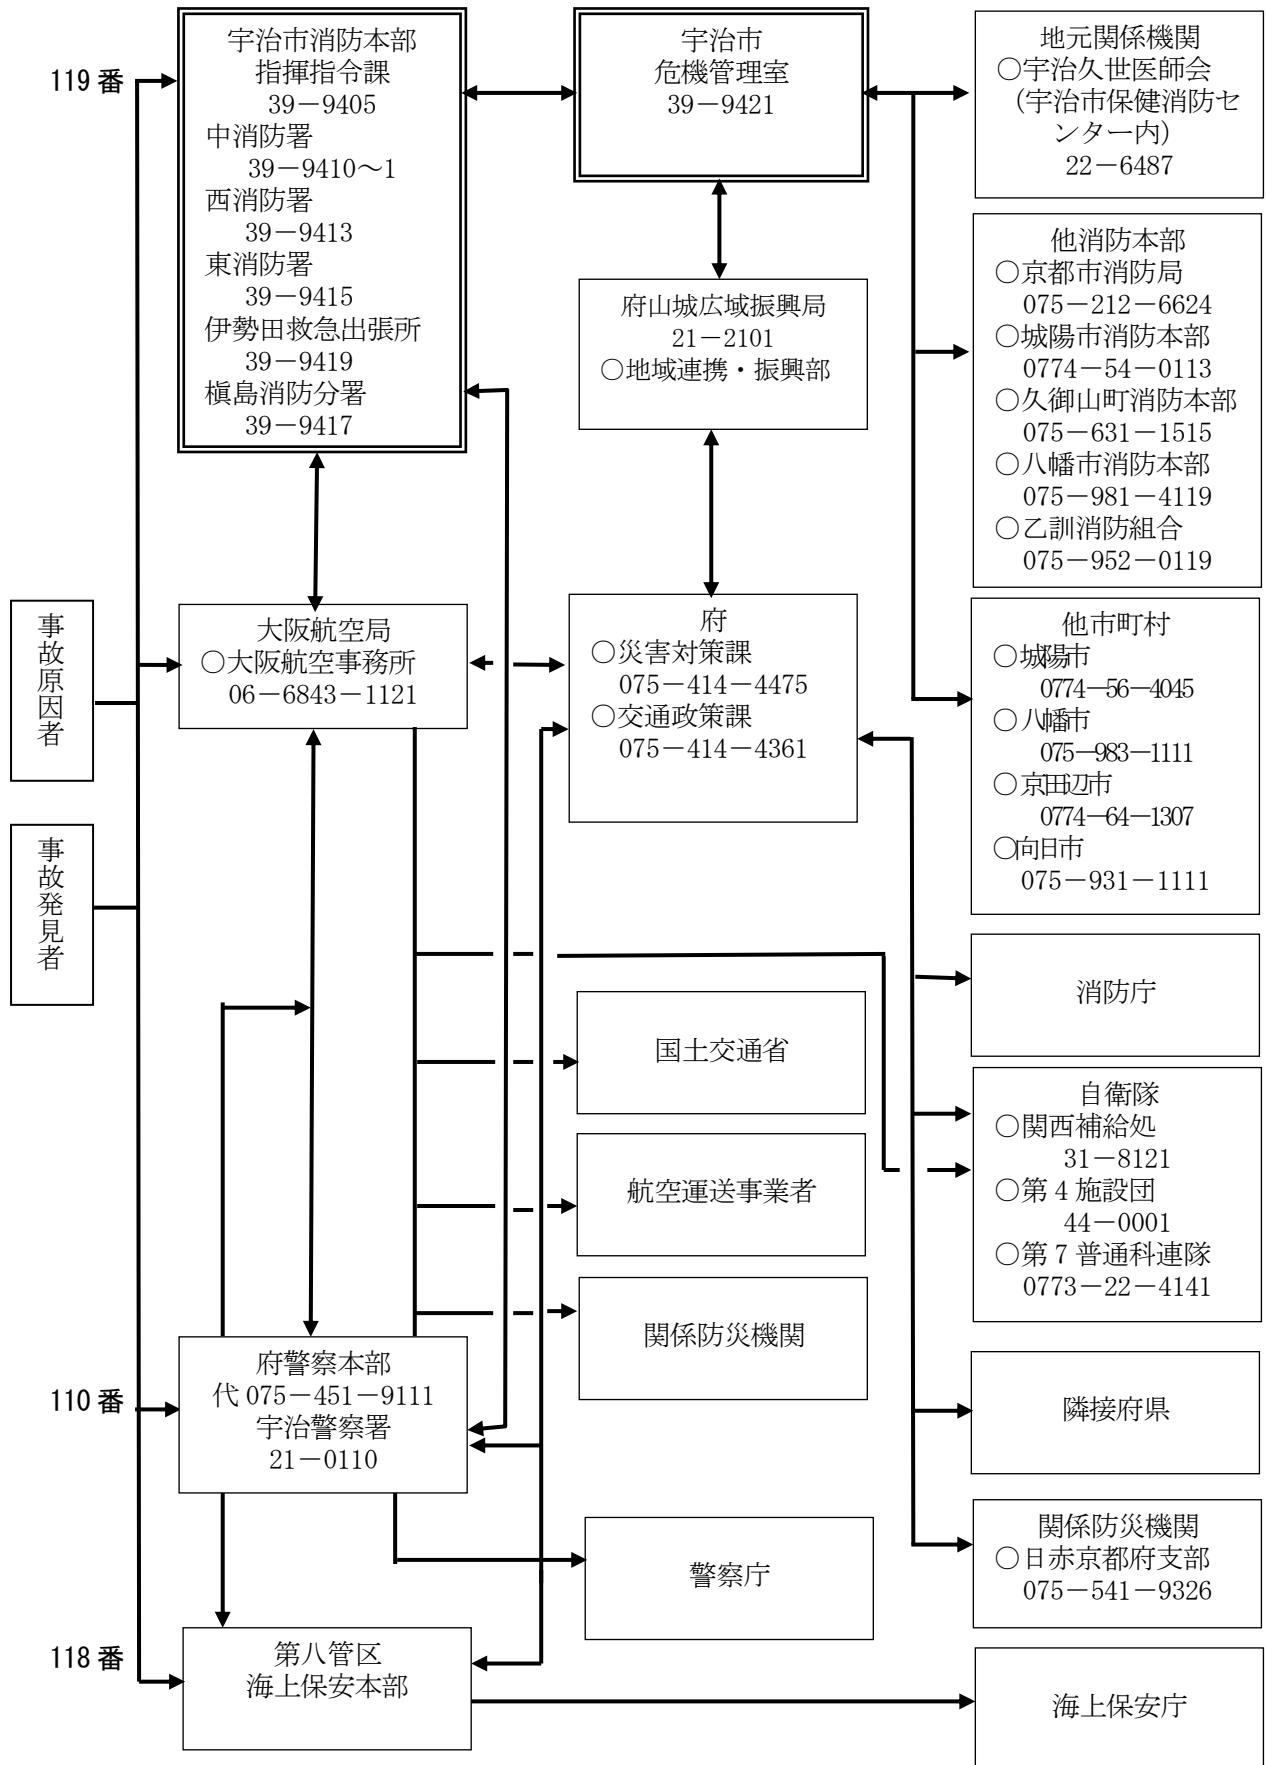 119 番
宇治市消防本部
指揮指令課
39－9405
中消防署
39－9410～1
西消防署
39－9413
東消防署
39－9415
伊勢田救急出張所
39－9419
槇島消防分署
39－9417
宇治市
危機管理室
39－9421
地元関係機関
○宇治久世医師会
（宇治市保健消防セ
ンター内）
22－6487
府山城広域振興局
21－2101
○地域連携・振興部
他消防本部
○京都市消防局
075－212－6624
○城陽市消防本部
0774－54－0113
○久御山町消防本部
075－631－1515
○八幡市消防本部
075－981－4119
○乙訓消防組合
075－952－0119
事故原因者
大阪航空局
○大阪航空事務所
06－6843－1121
府
○災害対策課
075－414－4475
○交通政策課
075－414－4361
他市町村
○城陽市
0774－56－4045
○八幡市
075－983－1111
○京田辺市
0774－64－1307
○向日市
075－931－1111
事故発見者
消防庁
国土交通省
自衛隊
○関西補給処
31－8121
○第 4 施設団
44－0001
○第 7 普通科連隊
0773－22－4141
航空運送事業者
関係防災機関
110 番
府警察本部
代 075－451－9111
宇治警察署
21－0110
隣接府県
警察庁
関係防災機関
○日赤京都府支部
075－541－9326
118 番
第八管区
海上保安本部
海上保安庁